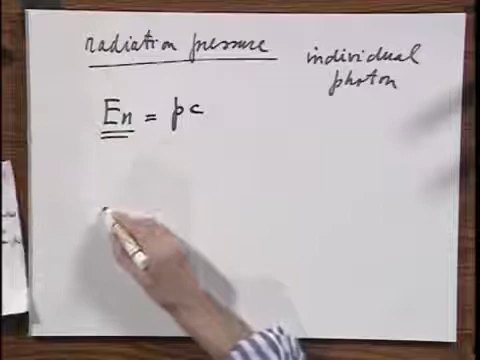 radiation pressure
individual
photon
En = pc